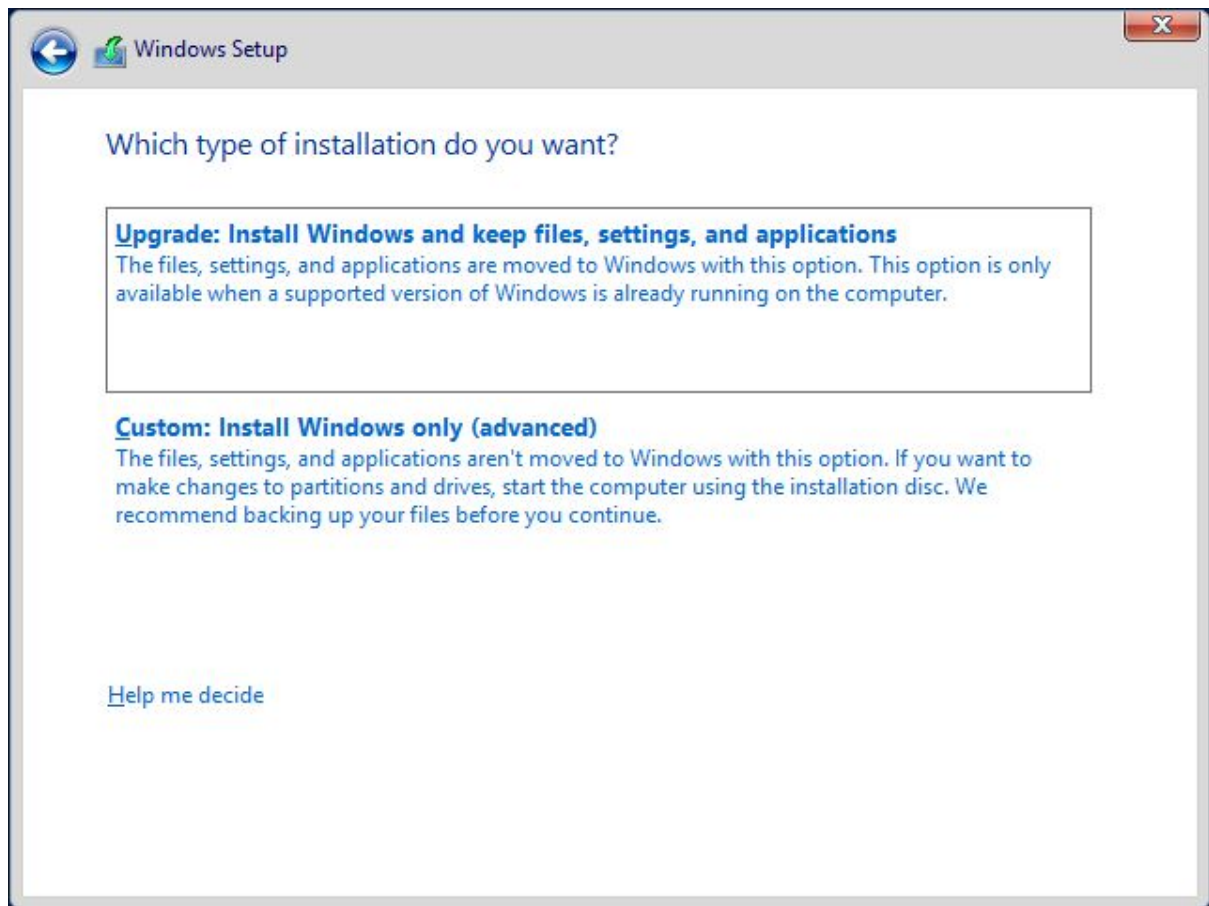 Windows Setup
X
Which type of installation do you want?
Upgrade: Install Windows and keep files, settings, and applications
The files, settings, and applications are moved to Windows with this option. This option is only
available when a supported version of Windows is already running on the computer.
Custom: Install Windows only (advanced)
The files, settings, and applications aren't moved to Windows with this option. If you want to
make changes to partitions and drives, start the computer using the installation disc. We
recommend backing up your files before you continue.
Help me decide